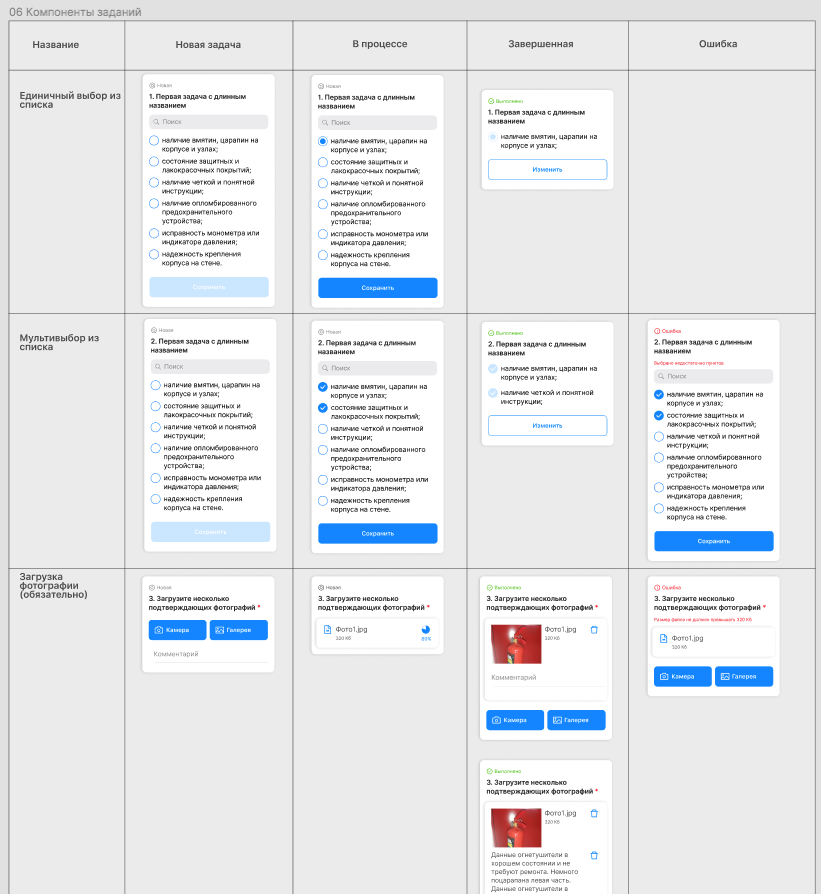 06 Компоненты заданий
Название
Новая задача
В процессе
Завершенная
Ошибка
Единичный выбор из
списка
Новая
1. Первая задача с длинным
названием
Поиск
наличие вмятин, царапин на
корпусе и узлах;
состояние защитных и
лакокрасочных покрытий;
наличие четкой и понятной
инструкции;
наличие опломбированного
предохранительного
устройства;
исправность монометра или
индикатора давления;
надежность крепления
корпуса на стене.
Сохранить
Новая
1. Первая задача с длинным
названием
Поиск
наличие вмятин, царапин на
корпусе и узлах;
состояние защитных и
лакокрасочных покрытий;
наличие четкой и понятной
инструкции;
наличие опломбированного
предохранительного
устройства;
исправность монометра или
индикатора давления;
надежность крепления
корпуса на стене.
Сохранить
Выполнено
1. Первая задача с длинным
названием
наличие вмятин, царапин на
корпусе и узлах;
Изменить
Мультивыбор из
списка
Новая
2. Первая задача с длинным
названием
Поиск
наличие вмятин, царапин на
корпусе и узлах;
состояние защитных и
лакокрасочных покрытий;
наличие четкой и понятной
инструкции;
наличие опломбированного
предохранительного
устройства;
исправность монометра или
индикатора давления;
надежность крепления
корпуса на стене.
Сохранить
Новая
2. Первая задача с длинным
названием
Поиск
наличие вмятин, царапин на
корпусе и узлах;
состояние защитных и
лакокрасочных покрытий;
наличие четкой и понятной
инструкции;
наличие опломбированного
предохранительного
устройства;
исправность монометра или
индикатора давления;
надежность крепления
корпуса на стене.
Сохранить
Выполнено
2. Первая задача с длинным
названием
наличие вмятин, царапин на
корпусе и узлах;
наличие четкой и понятной
инструкции;
Изменить
Ошибка
2. Первая задача с длинным
названием
Выбрано недостаточно пунктов
Поиск
наличие вмятин, царапин на
корпусе и узлах;
состояние защитных и
лакокрасочных покрытий;
наличие четкой и понятной
инструкции;
наличие опломбированного
предохранительного
устройства;
исправность монометра или
индикатора давления;
надежность крепления
корпуса на стене.
Сохранить
Загрузка
фотографии
(обязательно)
Новая
3. Загрузите несколько
подтверждающих фотографий *
Камера
Галерея
Комментарий
Новая
3. Загрузите несколько
подтверждающих фотографий *
Фото1.jpg
320 Кб
80%
Выполнено
3. Загрузите несколько
подтверждающих фотографий *
Фото1.jpg
320 Кб
Комментарий
Камера
Галерея
Ошибка
3. Загрузите несколько
подтверждающих фотографий *
Размер файла не должен превышать 320 Кб
Фото1.jpg
320 Кб
Камера
Галерея
Выполнено
3. Загрузите несколько
подтверждающих фотографий *
Фото1.jpg
320 Кб
Данные огнетушители в
хорошем состоянии и не
требуют ремонта. Немного
поцарапана левая часть.
Данные огнетушители в